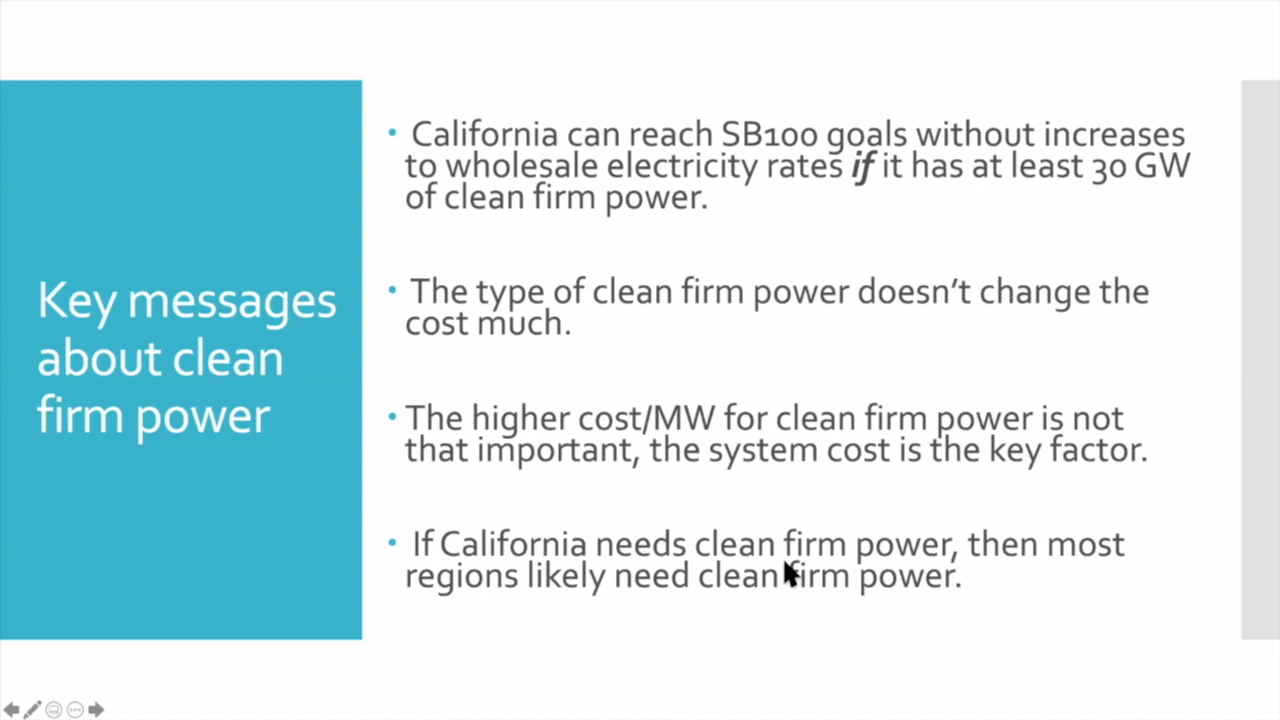 Key messages
about clean
firm power
• California can reach SB100 goals without increases
to wholesale electricity rates if it has at least 30 GW
of clean firm power.
• The type of clean firm power doesn’t change the
cost much.
• The higher cost/MW for clean firm power is not
that important, the system cost is the key factor.
• If California needs clean firm power, then most
regions likely need clean firm power.